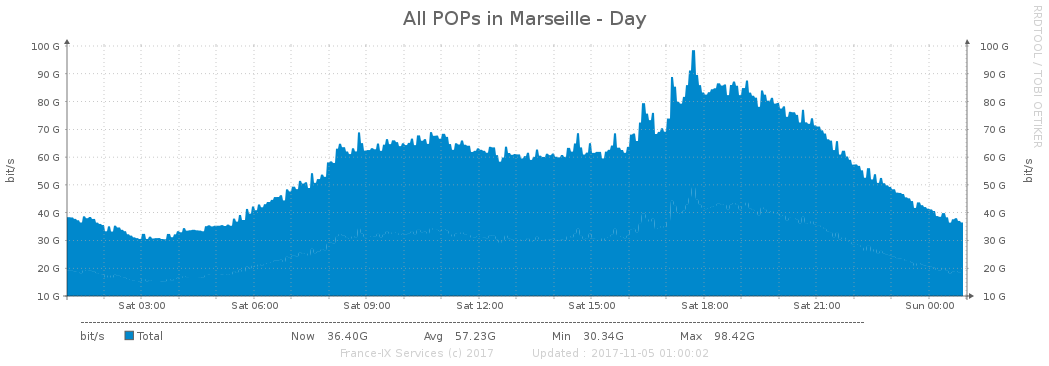 All POPs in Marseille - Day
RRDTOOL / TOBI OETIKER
100 G 100 G
90 G 90 G
80 G 80 G
70 G 70 G
60 G 60 G
50 G 50 G
40 G 40 G
30 G 30 G
20 G 20 G
10 G 10 G
bit/s
bit/s
Sat 03:00 Sat 06:00 Sat 09:00 Sat 12:00 Sat 15:00 Sat 18:00 Sat 21:00 Sun 00:00
bit/s Total Now 36.40G Avg 57.23G Min 30.34G Max 98.42G
France-IX Services (c) 2017 Updated : 2017-11-05 01:00:02